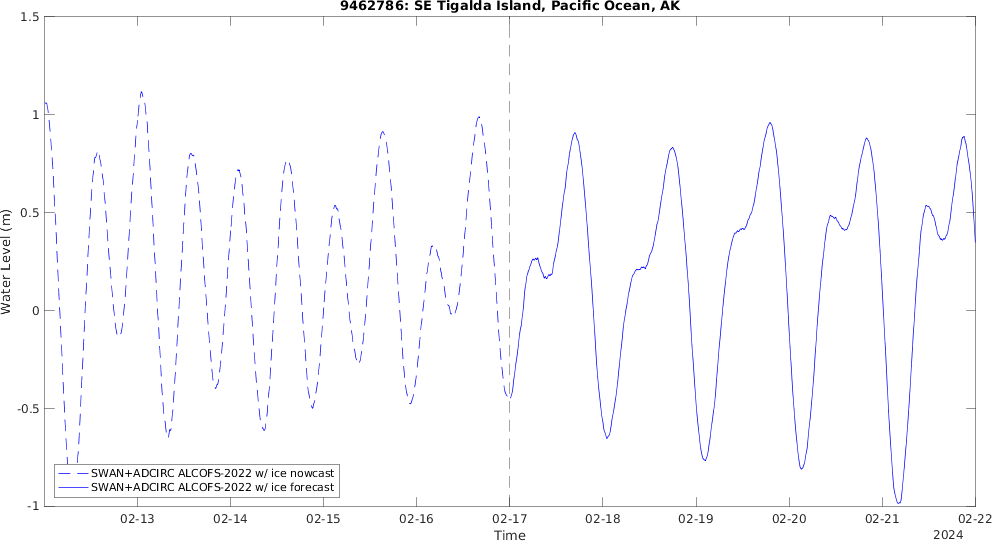 9462786: SE Tigalda Island, Pacific Ocean, AK
1.5
1
0.5
0
-0.5
-1
Water Level (m)
SWAN+ADCIRC ALCOFS-2022 w/ ice nowcast
SWAN+ADCIRC ALCOFS-2022 w/ ice forecast
02-13 02-14 02-15 02-16 02-17 02-18 02-19 02-20 02-21 02-22
Time
2024